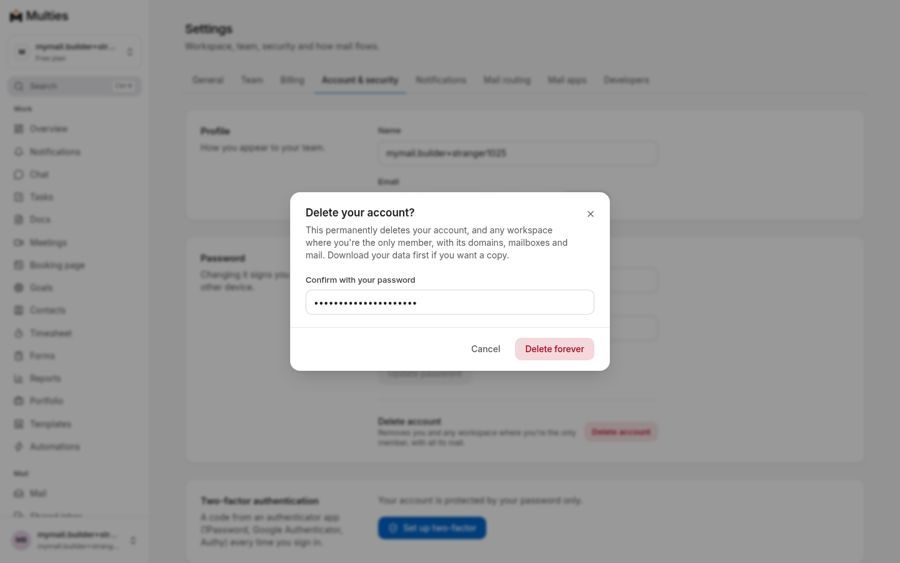 Multies
Settings
Workspace, team, security and how mail flows.
mymail.builder+str...
Free plan
Search
Ctrl K
General
Team
Billing
Account & security
Notifications
Mail routing
Mail apps
Developers
Work
Overview
Notifications
Chat
Tasks
Docs
Meetings
Booking page
Goals
Contacts
Timesheet
Forms
Reports
Portfolio
Templates
Automations
Mail
Mail
Shared inbox
mymail.builder+str...
mymail.builder+strang...
Profile
How you appear to your team.
Name
mymail.builder+stranger1025
Email
Password
Changing it signs you
other device.
Delete your account?
This permanently deletes your account, and any workspace
where you're the only member, with its domains, mailboxes and
mail. Download your data first if you want a copy.
Confirm with your password
Cancel
Delete forever
Update password
Delete account
Removes you and any workspace where you're the only
member, with all its mail.
Delete account
Two-factor authentication
A code from an authenticator app
(1Password, Google Authenticator,
Authy) every time you sign in.
Your account is protected by your password only.
Set up two-factor